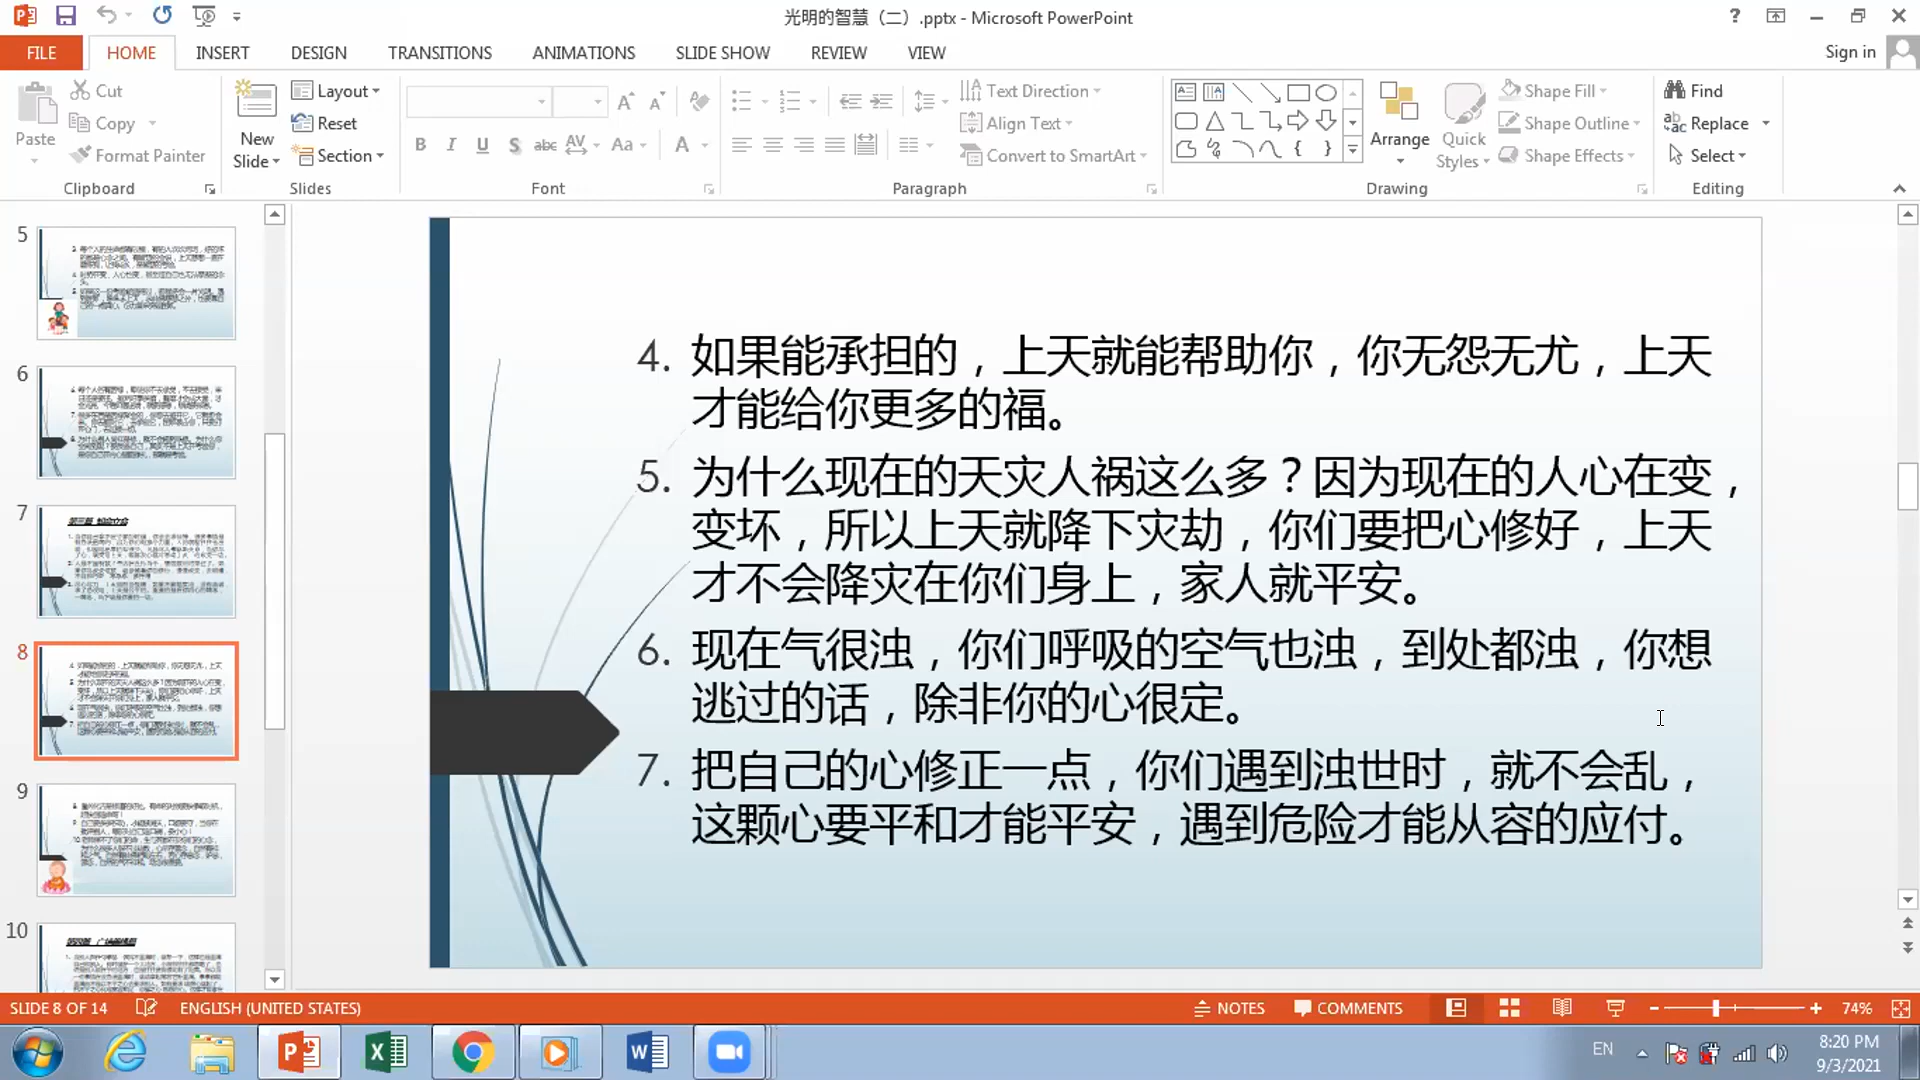 光明的智慧（二）.pptx - Microsoft PowerPoint
FILE HOME INSERT DESIGN TRANSITIONS ANIMATIONS SLIDE SHOW REVIEW VIEW Sign in
Paste Cut Copy Format Painter
Clipboard
New Slide Layout Reset Section
Slides
Font
Text Direction Align Text Convert to SmartArt
Paragraph
Arrange Quick Styles Shape Fill Shape Outline Shape Effects
Drawing
Find Replace Select
Editing
5
6
7
8
9
10
4. 如果能承担的，上天就能帮助你，你无怨无尤，上天
才能给你更多的福。
5. 为什么现在的天灾人祸这么多？因为现在的人心在变，
变坏，所以上天就降下灾劫，你们要把心修好，上天
才不会降灾在你们身上，家人就平安。
6. 现在气很浊，你们呼吸的空气也浊，到处都浊，你想
逃过的话，除非你的心很定。
7. 把自己的心修正一点，你们遇到浊世时，就不会乱，
这颗心要平和才能平安，遇到危险才能从容的应付。
SLIDE 8 OF 14 ENGLISH (UNITED STATES) NOTES COMMENTS 74%
EN 8:20 PM
9/3/2021